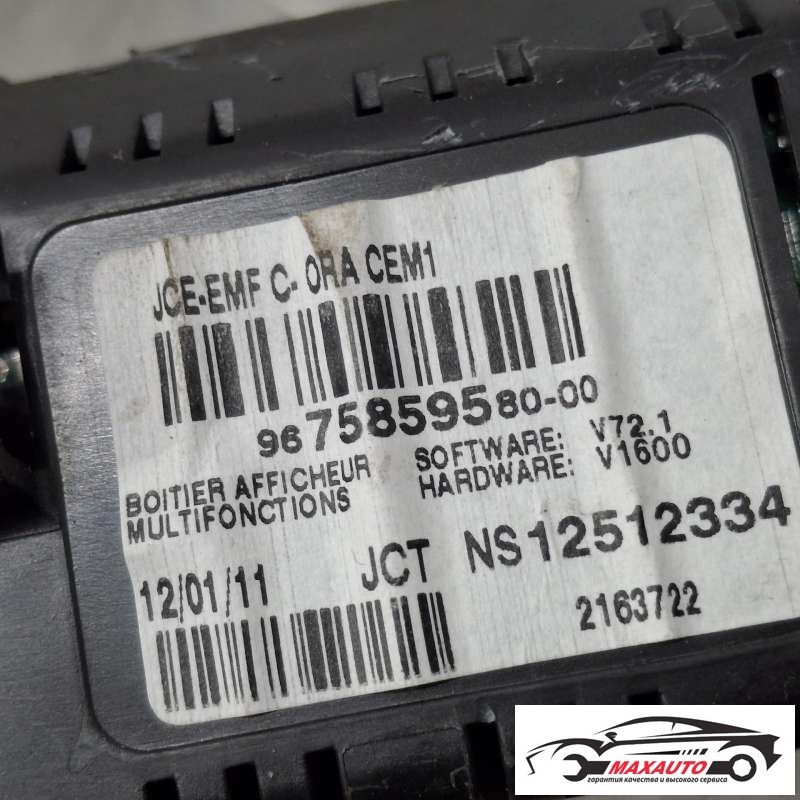 JCE-EMF C- ORA CEM1
9675859580-00
BOITIER AFFICHEUR
MULTIFONCTIONS
SOFTWARE: V72.1
HARDWARE: V1600
12/01/11 JCT NS12512334
2163722
MAXAUTO
гарантия качества и высокого сервиса